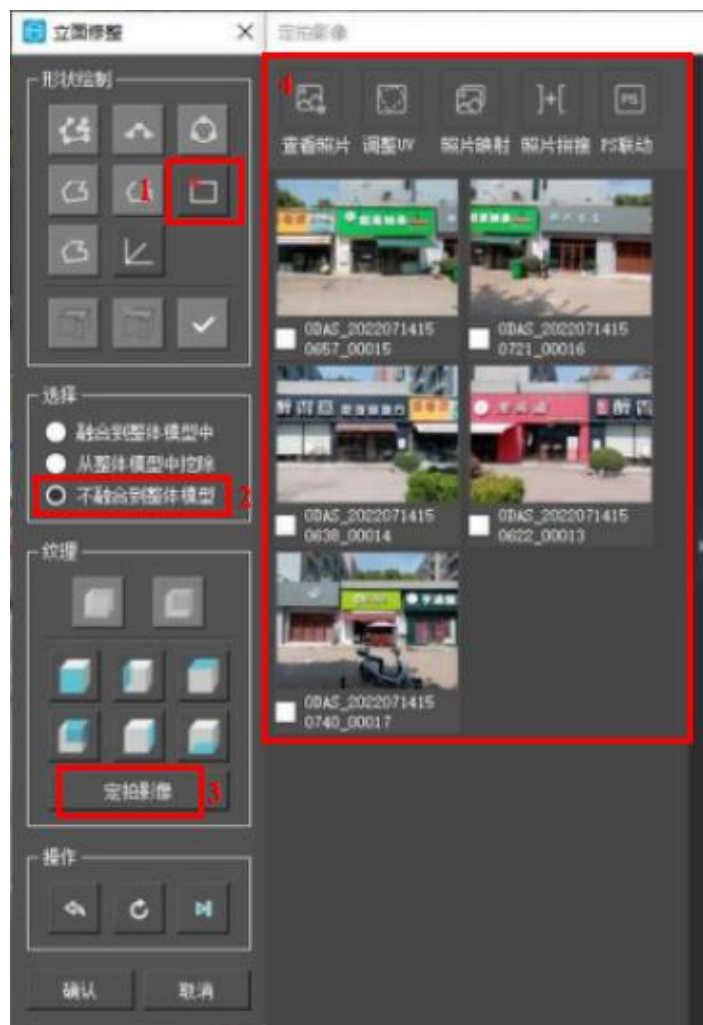 立面修整
形状绘制
1
选择
融合到整体模型中
从整体模型中挖除
不融合到整体模型 2
纹理
定拍影像 3
操作
确认 取消
定拍影像
4
查看照片 调整UV 照片映射 照片拼接 PS联动
PS
ODAS_2022071415
0657_00015
ODAS_2022071415
0721_00016
ODAS_2022071415
0638_00014
ODAS_2022071415
0622_00013
ODAS_2022071415
0740_00017